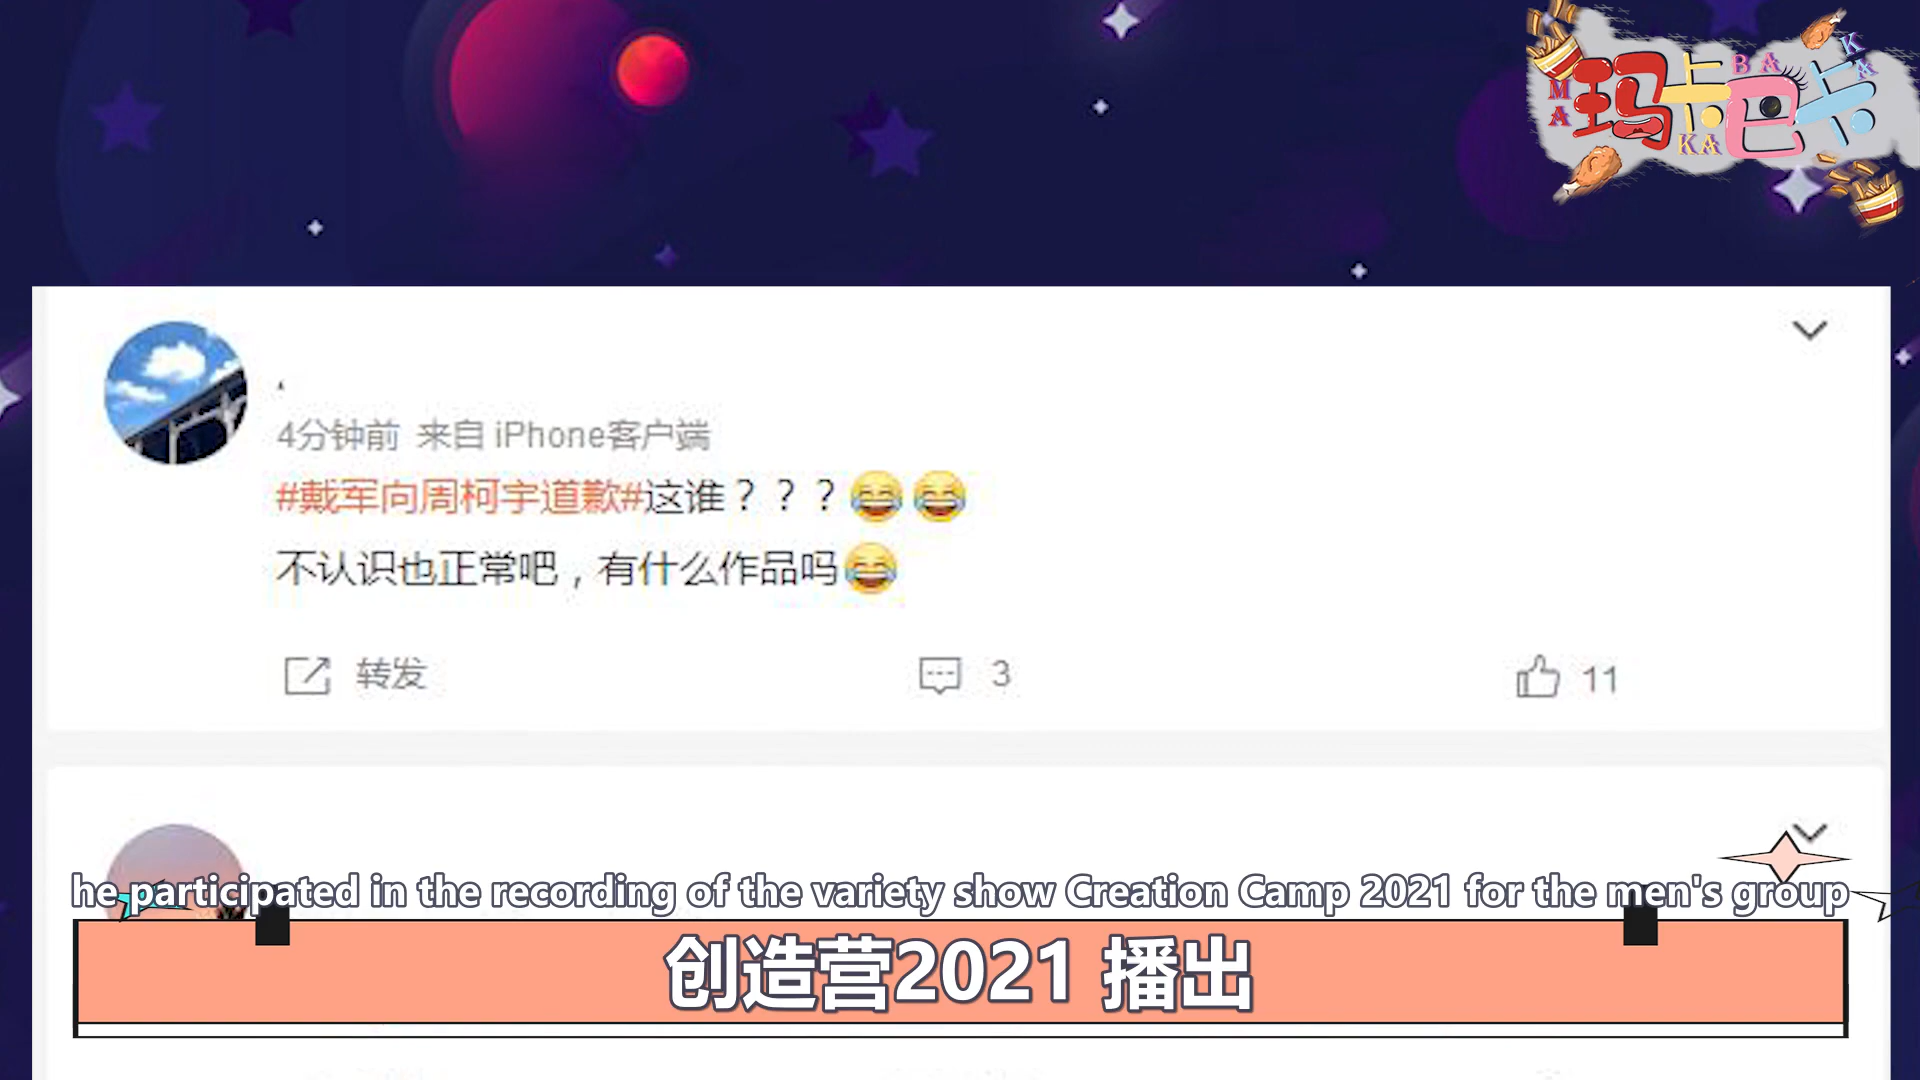 MA
玛卡巴卡
BA
KA
KA
4分钟前 来自 iPhone客户端
#戴军向周柯宇道歉#这谁？？？😂😂
不认识也正常吧，有什么作品吗😂
转发
3
11
he participated in the recording of the variety show Creation Camp 2021 for the men's group
创造营2021 播出